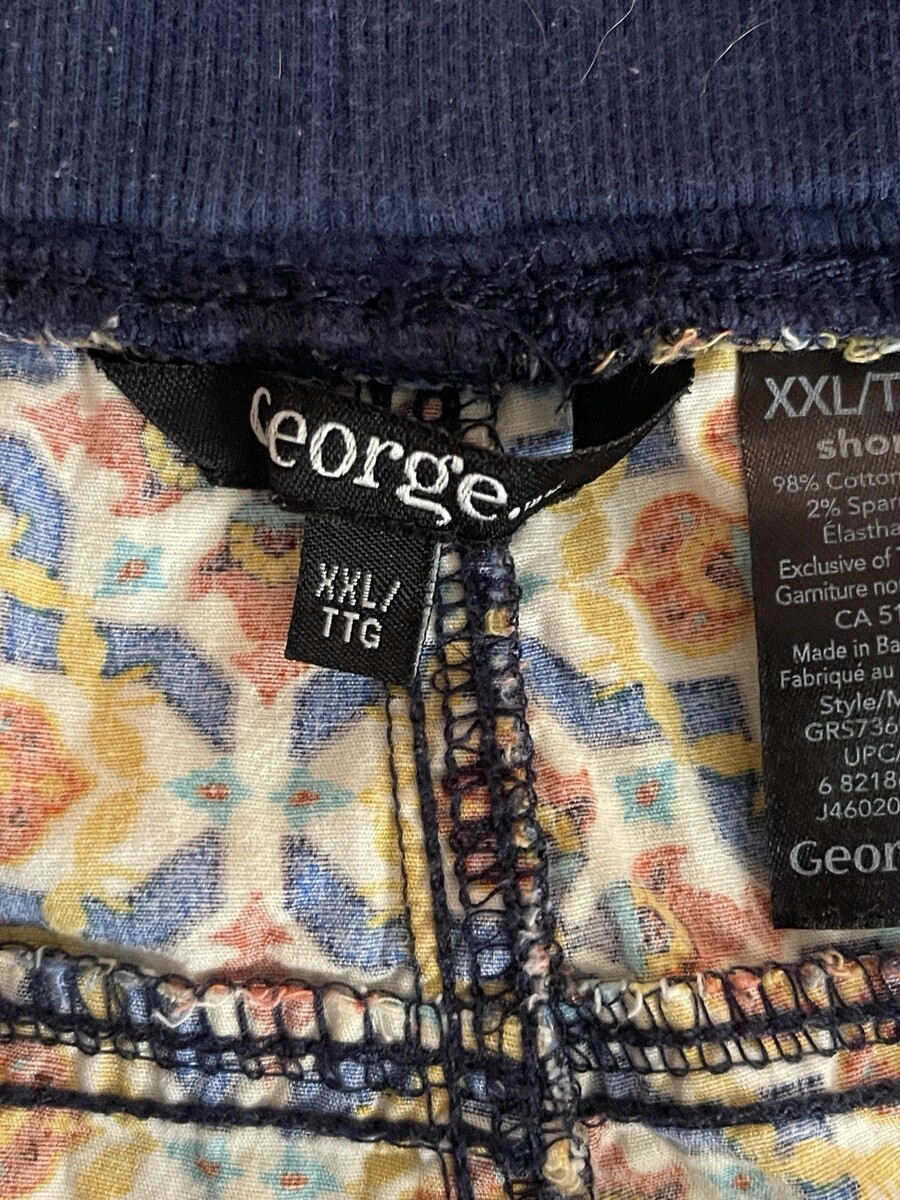 George.
XXL/
TTG
XXL/T
shor
98% Cotton
2% Span
Élastha
Exclusive of T
Garniture no
CA 51
Made in Ba
Fabriqué au
Style/M
GRS736
UPC/
6 8218
J46020
Geor